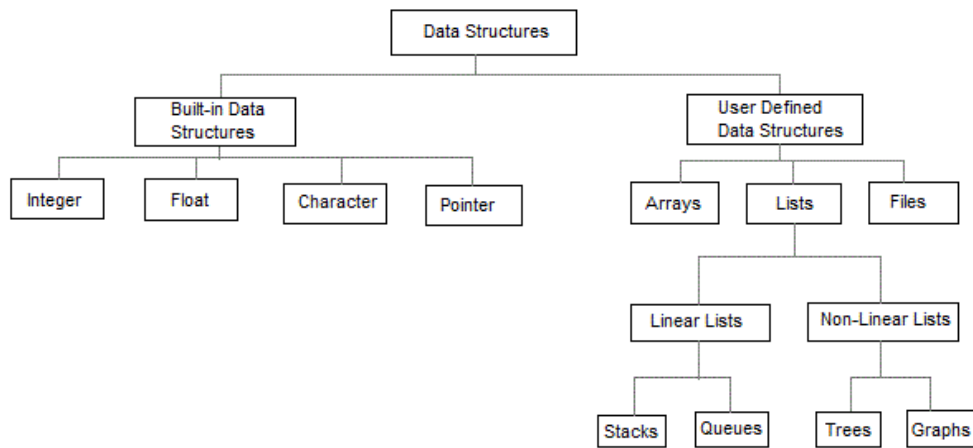 Data Structures
Built-in Data
Structures
User Defined
Data Structures
Integer
Float
Character
Pointer
Arrays
Lists
Files
Linear Lists
Non-Linear Lists
Stacks
Queues
Trees
Graphs